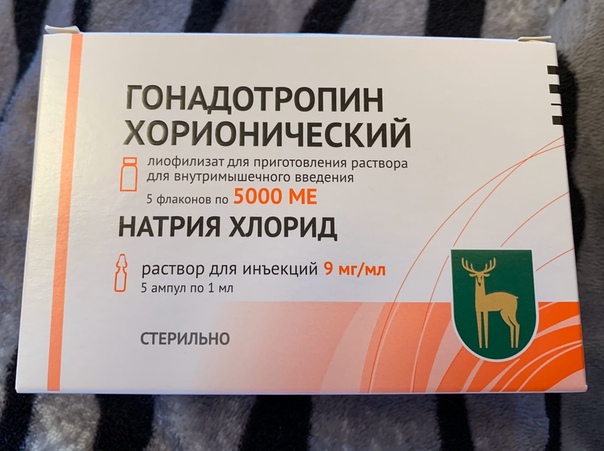 ГОНАДОТРОПИН
ХОРИОНИЧЕСКИЙ
лиофилизат для приготовления раствора
для внутримышечного введения
5 флаконов по 5000 МЕ
НАТРИЯ ХЛОРИД
раствор для инъекций 9 мг/мл
5 ампул по 1 мл
СТЕРИЛЬНО